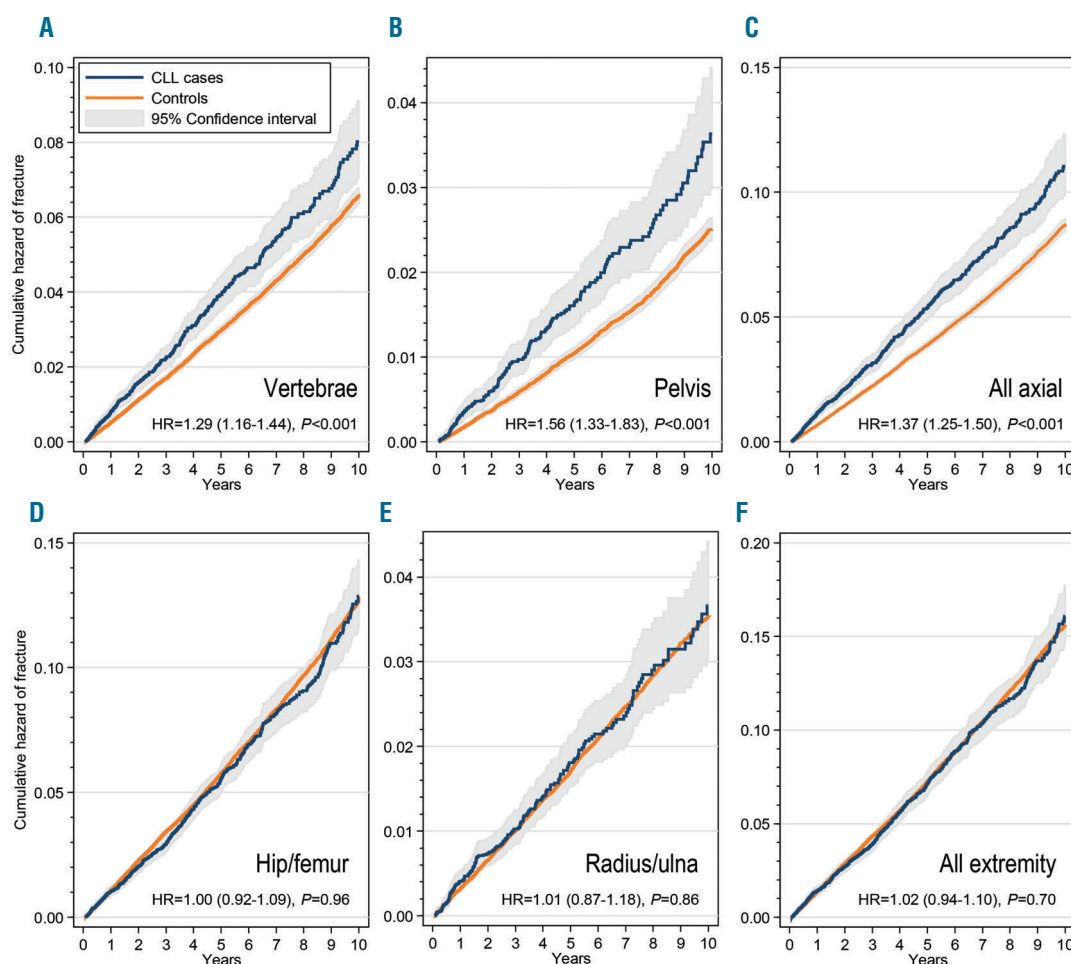 A
B
C
Cumulative hazard of fracture
0.10
0.08
0.06
0.04
0.02
0.00
CLL cases
Controls
95% Confidence interval
Vertebrae
HR=1.29 (1.16-1.44), P<0.001
0 1 2 3 4 5 6 7 8 9 10
Years
0.04
0.03
0.02
0.01
0.00
Pelvis
HR=1.56 (1.33-1.83), P<0.001
0 1 2 3 4 5 6 7 8 9 10
Years
0.15
0.10
0.05
0.00
All axial
HR=1.37 (1.25-1.50), P<0.001
0 1 2 3 4 5 6 7 8 9 10
Years
D
E
F
Cumulative hazard of fracture
0.15
0.10
0.05
0.00
Hip/femur
HR=1.00 (0.92-1.09), P=0.96
0 1 2 3 4 5 6 7 8 9 10
Years
0.04
0.03
0.02
0.01
0.00
Radius/ulna
HR=1.01 (0.87-1.18), P=0.86
0 1 2 3 4 5 6 7 8 9 10
Years
0.20
0.15
0.10
0.05
0.00
All extremity
HR=1.02 (0.94-1.10), P=0.70
0 1 2 3 4 5 6 7 8 9 10
Years